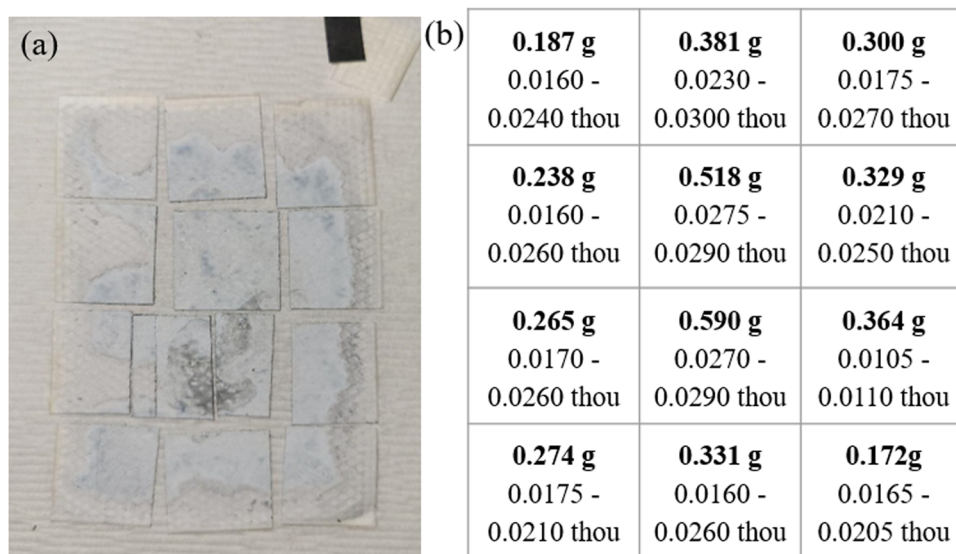 (a)
(b)
0.187 g
0.0160 -
0.0240 thou
0.381 g
0.0230 -
0.0300 thou
0.300 g
0.0175 -
0.0270 thou
0.238 g
0.0160 -
0.0260 thou
0.518 g
0.0275 -
0.0290 thou
0.329 g
0.0210 -
0.0250 thou
0.265 g
0.0170 -
0.0260 thou
0.590 g
0.0270 -
0.0290 thou
0.364 g
0.0105 -
0.0110 thou
0.274 g
0.0175 -
0.0210 thou
0.331 g
0.0160 -
0.0260 thou
0.172g
0.0165 -
0.0205 thou